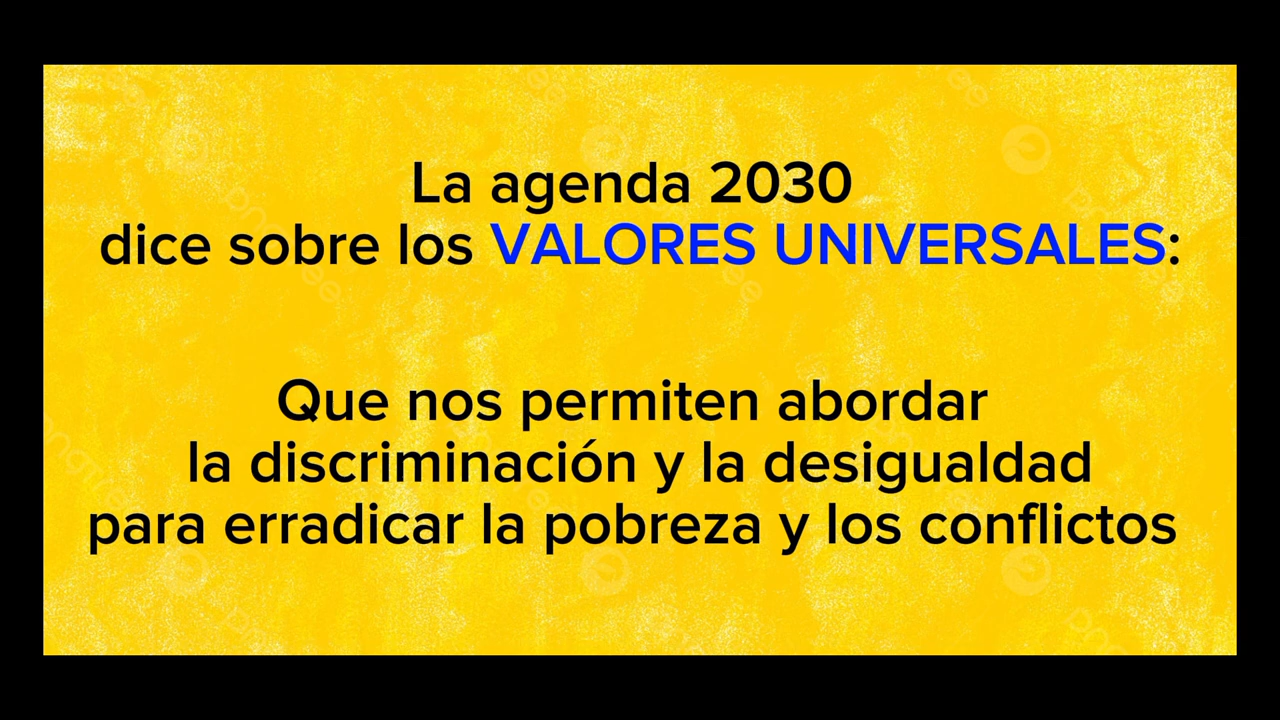 La agenda 2030
dice sobre los VALORES UNIVERSALES:
Que nos permiten abordar
la discriminación y la desigualdad
para erradicar la pobreza y los conflictos